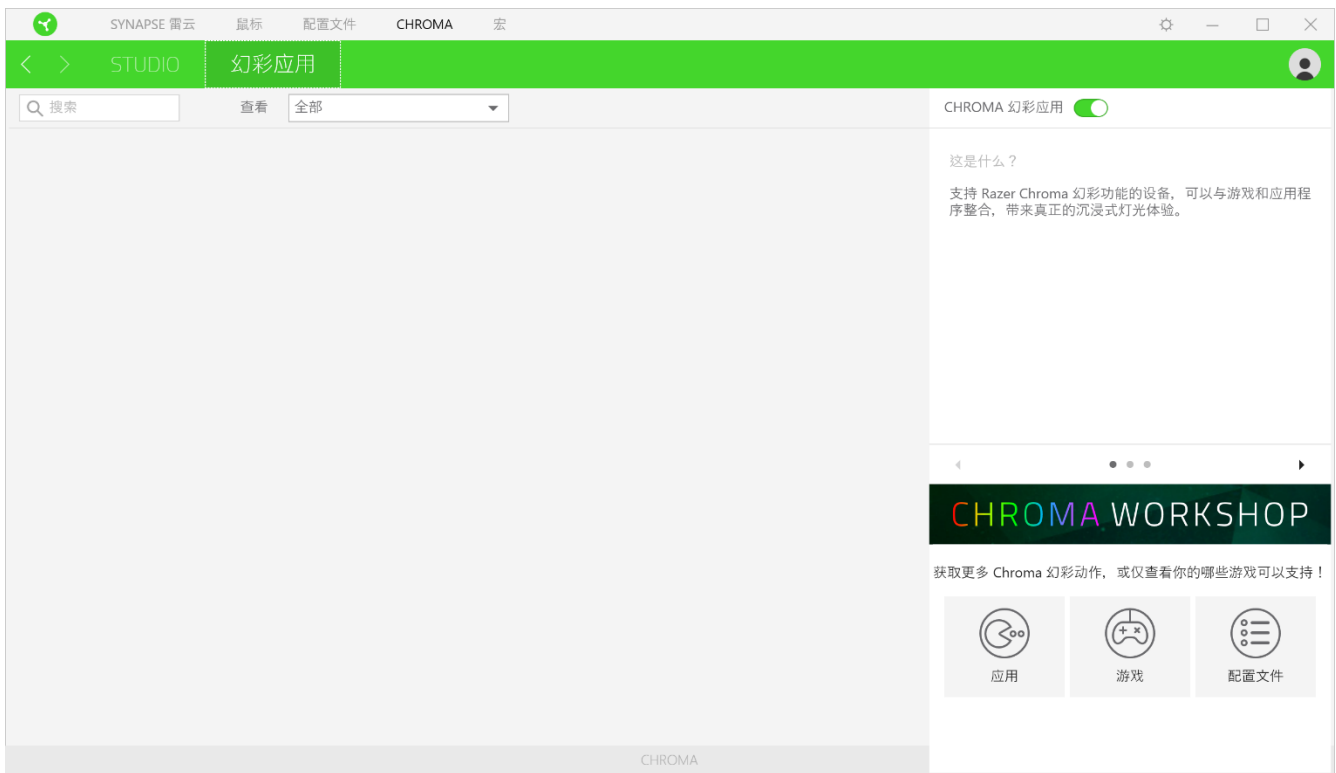 SYNAPSE 雷云 鼠标 配置文件 CHROMA 宏
STUDIO 幻彩应用
搜索 查看 全部 CHROMA 幻彩应用
这是什么？
支持 Razer Chroma 幻彩功能的设备，可以与游戏和应用程
序整合，带来真正的沉浸式灯光体验。
CHROMA WORKSHOP
获取更多 Chroma 幻彩动作，或仅查看你的哪些游戏可以支持！
应用 游戏 配置文件
CHROMA